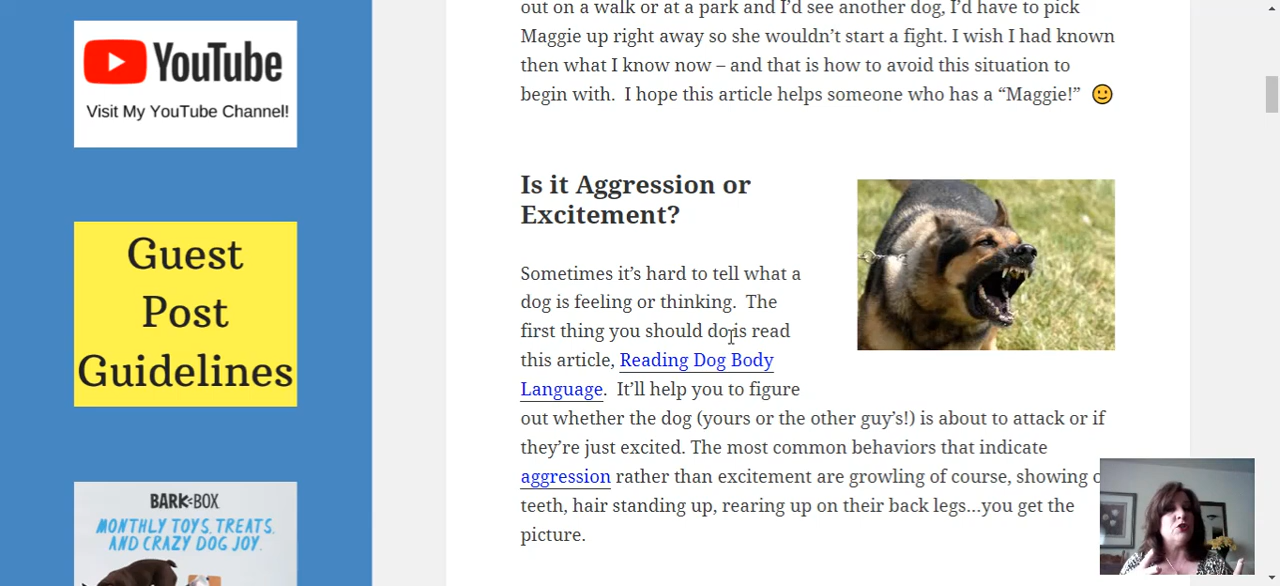 YouTube
Visit My YouTube Channel!
Guest
Post
Guidelines
BARK BOX
MONTHLY TOYS, TREATS,
AND CRAZY DOG JOY.
out on a walk or at a park and I’d see another dog, I’d have to pick
Maggie up right away so she wouldn’t start a fight. I wish I had known
then what I know now – and that is how to avoid this situation to
begin with.  I hope this article helps someone who has a “Maggie!”
Is it Aggression or
Excitement?
Sometimes it’s hard to tell what a
dog is feeling or thinking.  The
first thing you should do is read
this article, Reading Dog Body
Language.  It’ll help you to figure
out whether the dog (yours or the other guy’s!) is about to attack or if
they’re just excited. The most common behaviors that indicate
aggression rather than excitement are growling of course, showing
teeth, hair standing up, rearing up on their back legs…you get the
picture.